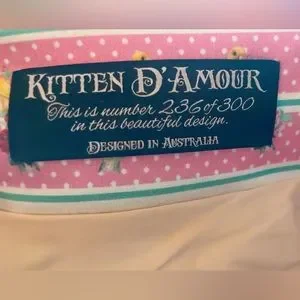 KITTEN D'AMOUR
This is number 236 of 300
in this beautiful design.
DESIGNED IN AUSTRALIA